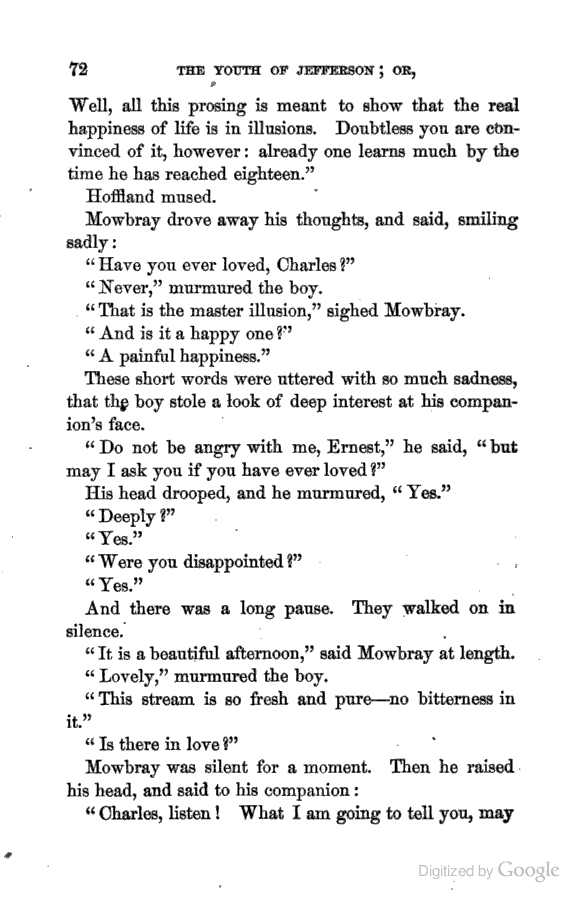 72 THE YOUTH OF JEFFERSON; OR,
Well, all this prosing is meant to show that the real
happiness of life is in illusions. Doubtless you are con-
vinced of it, however: already one learns much by the
time he has reached eighteen.”
Hoffland mused.
Mowbray drove away his thoughts, and said, smiling
sadly:
“Have you ever loved, Charles?”
“Never,” murmured the boy.
“That is the master illusion,” sighed Mowbray.
“And is it a happy one?”
“A painful happiness.”
These short words were uttered with so much sadness,
that the boy stole a look of deep interest at his compan-
ion’s face.
“Do not be angry with me, Ernest,” he said, “but
may I ask you if you have ever loved?”
His head drooped, and he murmured, “Yes.”
“Deeply?”
“Yes.”
“Were you disappointed?”
“Yes.”
And there was a long pause. They walked on in
silence.
“It is a beautiful afternoon,” said Mowbray at length.
“Lovely,” murmured the boy.
“This stream is so fresh and pure—no bitterness in
it.”
“Is there in love?”
Mowbray was silent for a moment. Then he raised
his head, and said to his companion:
“Charles, listen! What I am going to tell you, may
Digitized by Google